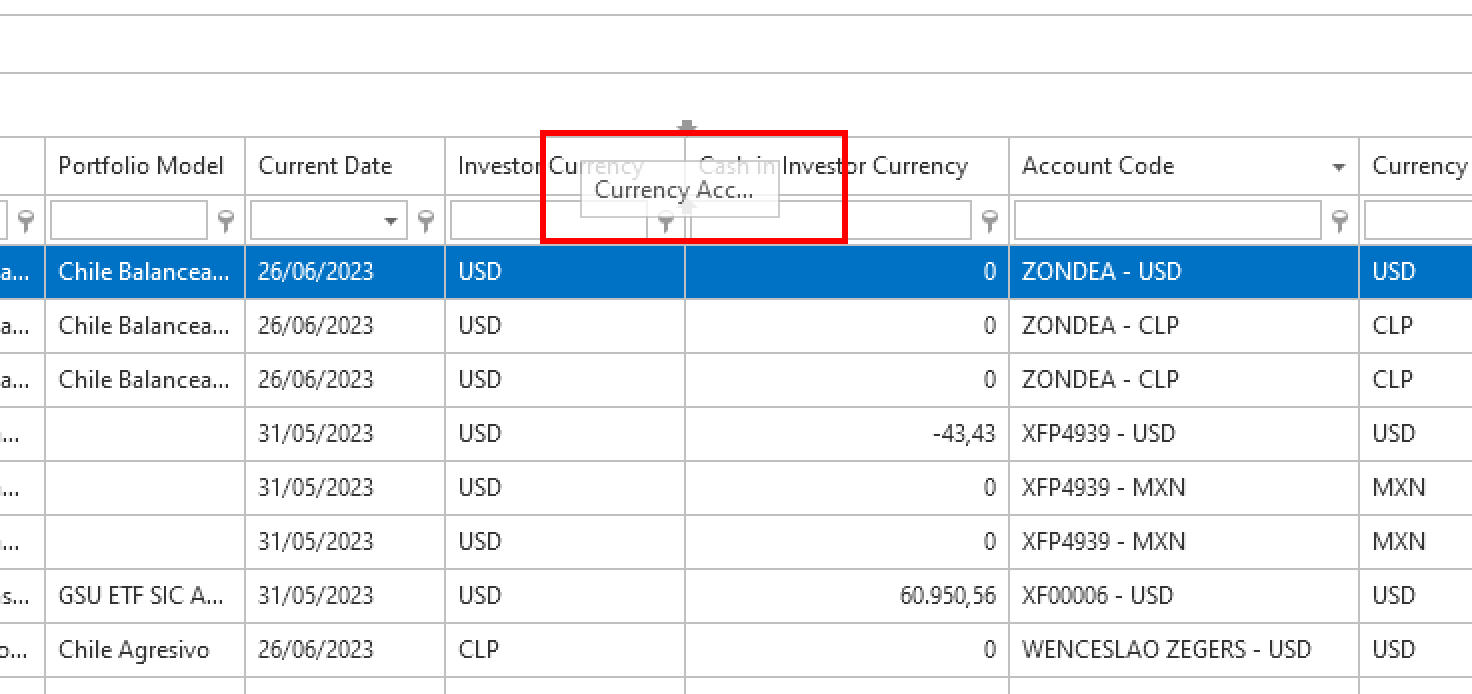 Portfolio Model Current Date Investor Currency Cash in Investor Currency Account Code Currency
Currency Acc...
a... Chile Balancea... 26/06/2023 USD 0 ZONDEA - USD USD
a... Chile Balancea... 26/06/2023 USD 0 ZONDEA - CLP CLP
a... Chile Balancea... 26/06/2023 USD 0 ZONDEA - CLP CLP
... 31/05/2023 USD -43,43 XFP4939 - USD USD
... 31/05/2023 USD 0 XFP4939 - MXN MXN
... 31/05/2023 USD 0 XFP4939 - MXN MXN
s... GSU ETF SIC A... 31/05/2023 USD 60.950,56 XF00006 - USD USD
o... Chile Agresivo 26/06/2023 CLP 0 WENCESLAO ZEGERS - USD USD